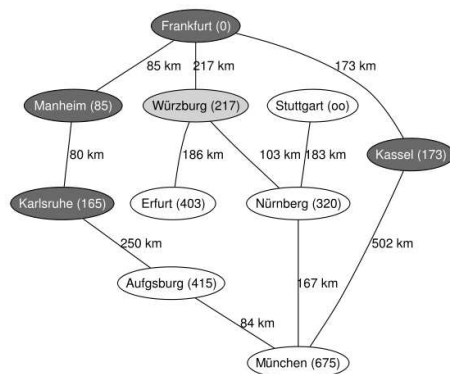 Frankfurt (0)
85 km
217 km
173 km
Manheim (85)
Würzburg (217)
Stuttgart (oo)
80 km
186 km
103 km
183 km
Kassel (173)
Karlsruhe (165)
Erfurt (403)
Nürnberg (320)
250 km
502 km
Aufgsburg (415)
167 km
84 km
München (675)